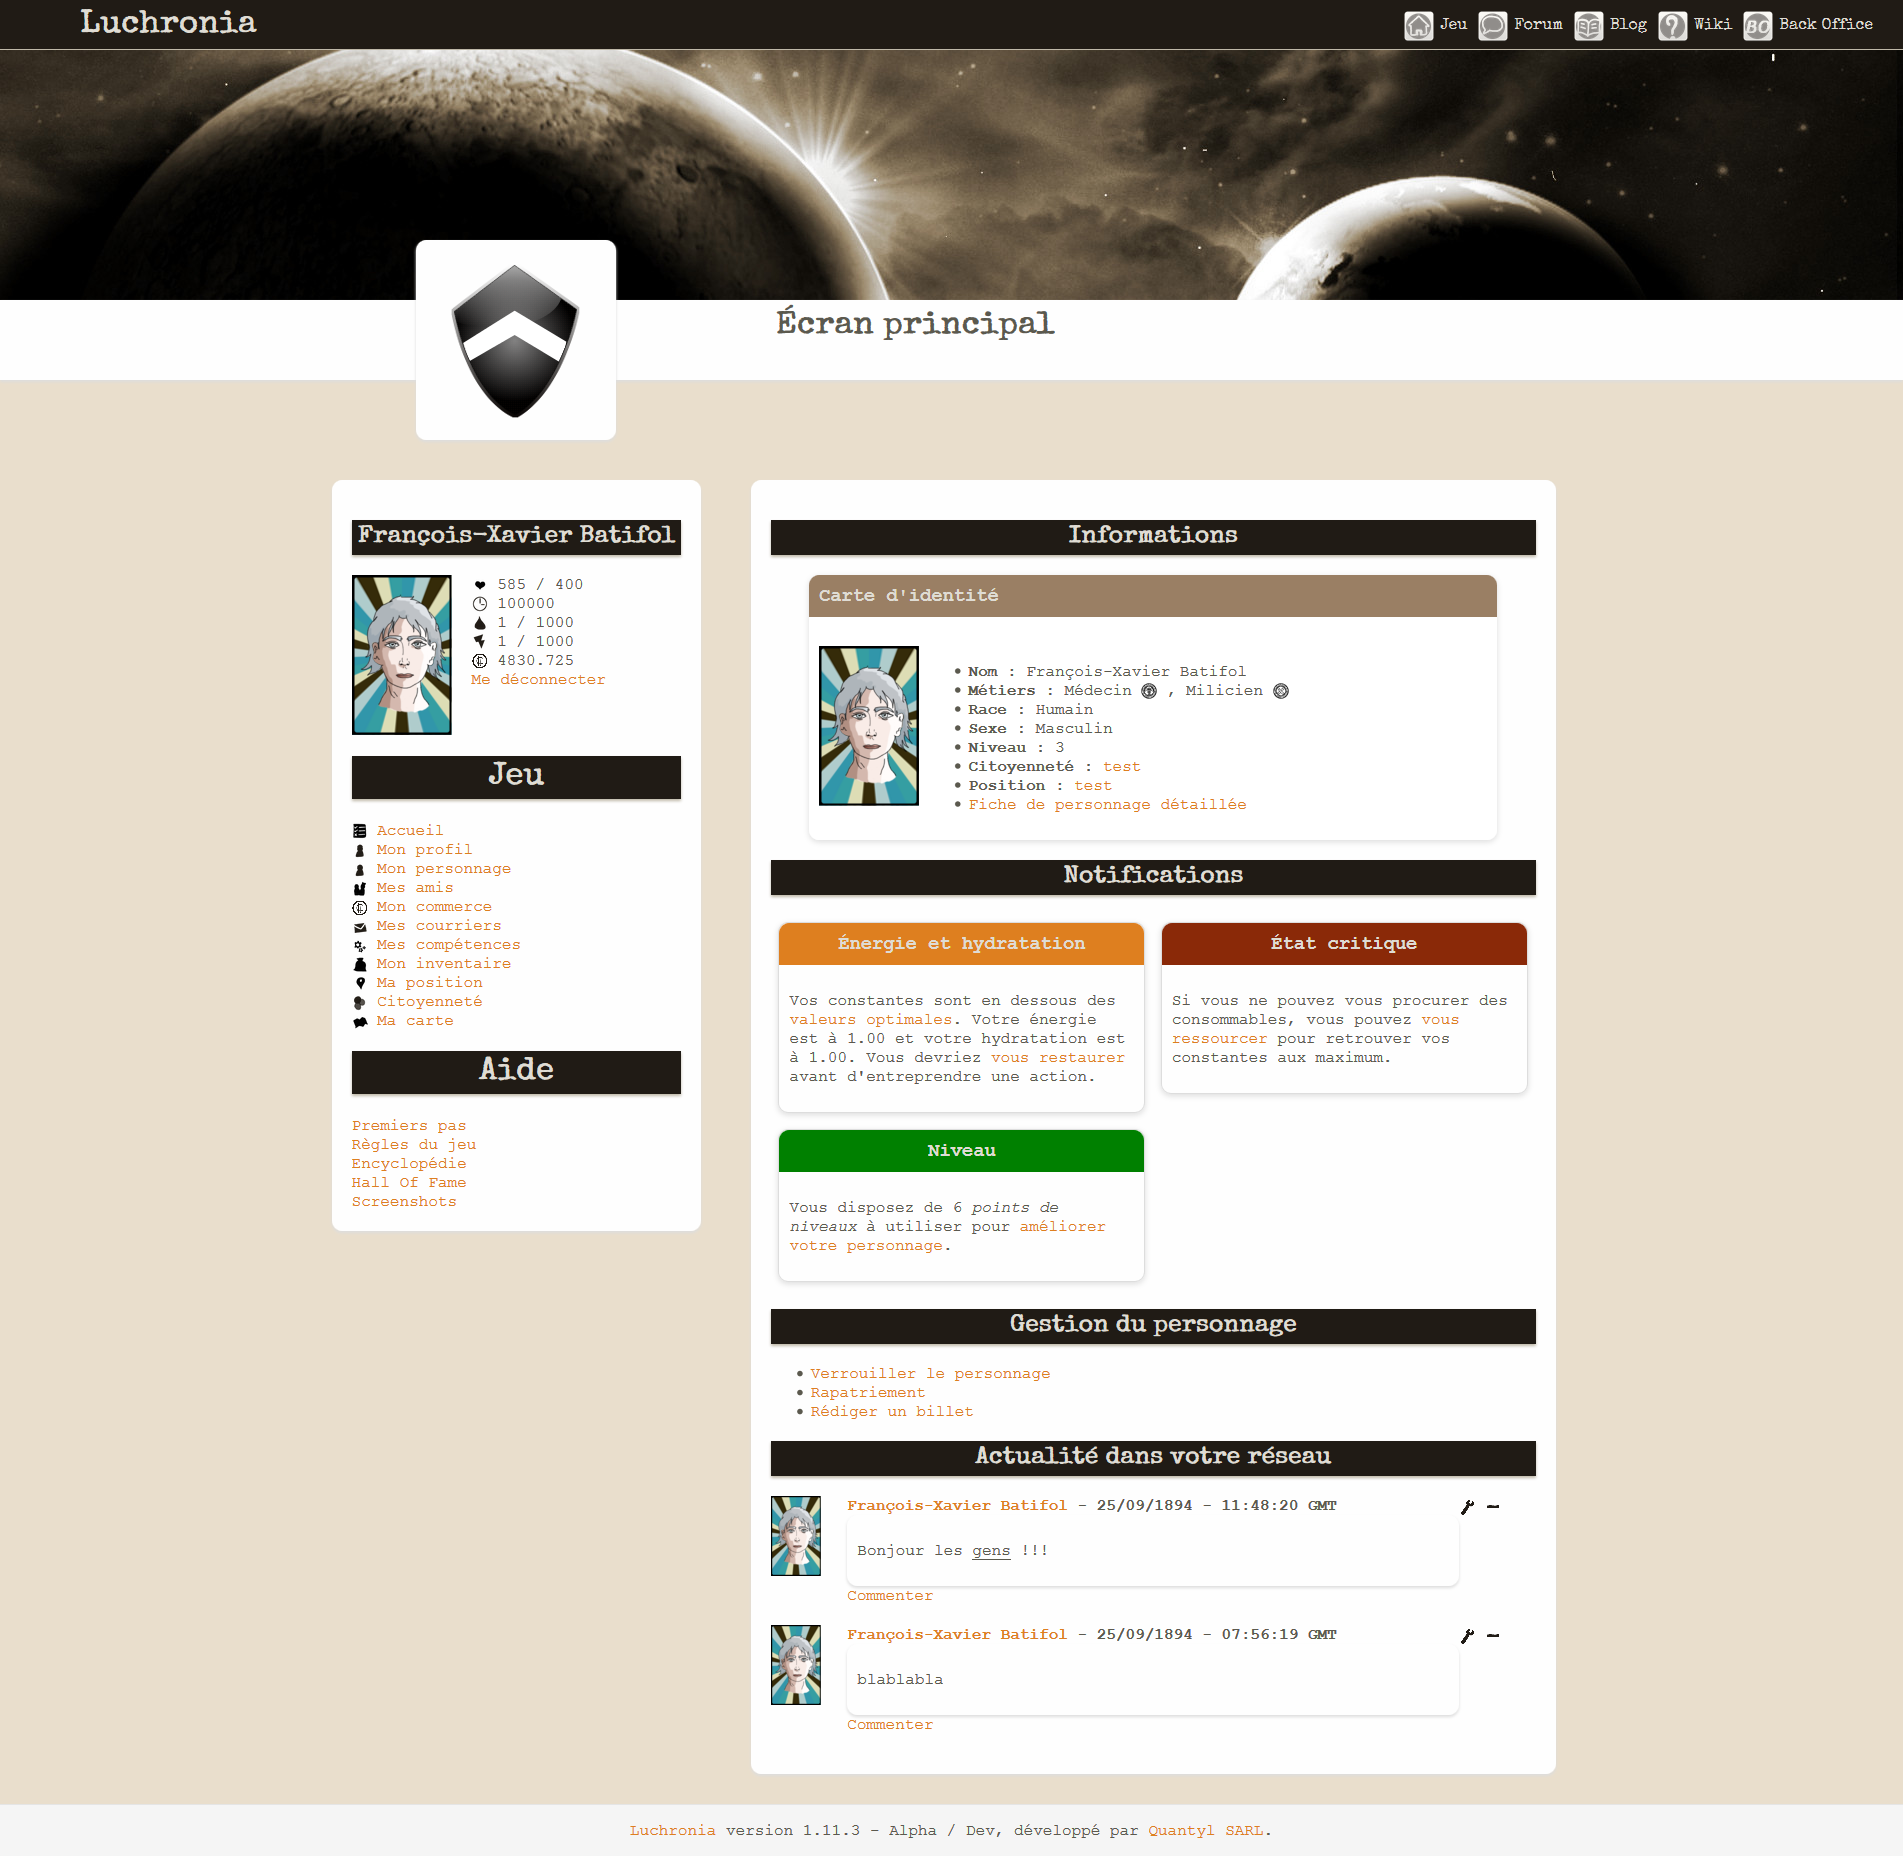 Luchronia
Jeu
Forum
Blog
Wiki
BO
Back Office
Écran principal
François-Xavier Batifol
585 / 400
100000
1 / 1000
1 / 1000
4830.725
Me déconnecter
Jeu
Accueil
Mon profil
Mon personnage
Mes amis
Mon commerce
Mes courriers
Mes compétences
Mon inventaire
Ma position
Citoyenneté
Ma carte
Aide
Premiers pas
Règles du jeu
Encyclopédie
Hall Of Fame
Screenshots
Informations
Carte d'identité
• Nom : François-Xavier Batifol
• Métiers : Médecin , Milicien
• Race : Humain
• Sexe : Masculin
• Niveau : 3
• Citoyenneté : test
• Position : test
• Fiche de personnage détaillée
Notifications
Énergie et hydratation
Vos constantes sont en dessous des
valeurs optimales. Votre énergie
est à 1.00 et votre hydratation est
à 1.00. Vous devriez vous restaurer
avant d'entreprendre une action.
État critique
Si vous ne pouvez vous procurer des
consommables, vous pouvez vous
ressourcer pour retrouver vos
constantes aux maximum.
Niveau
Vous disposez de 6 points de
niveaux à utiliser pour améliorer
votre personnage.
Gestion du personnage
• Verrouiller le personnage
• Rapatriement
• Rédiger un billet
Actualité dans votre réseau
François-Xavier Batifol - 25/09/1894 - 11:48:20 GMT
Bonjour les gens !!!
Commenter
François-Xavier Batifol - 25/09/1894 - 07:56:19 GMT
blablabla
Commenter
Luchronia version 1.11.3 - Alpha / Dev, développé par Quantyl SARL.